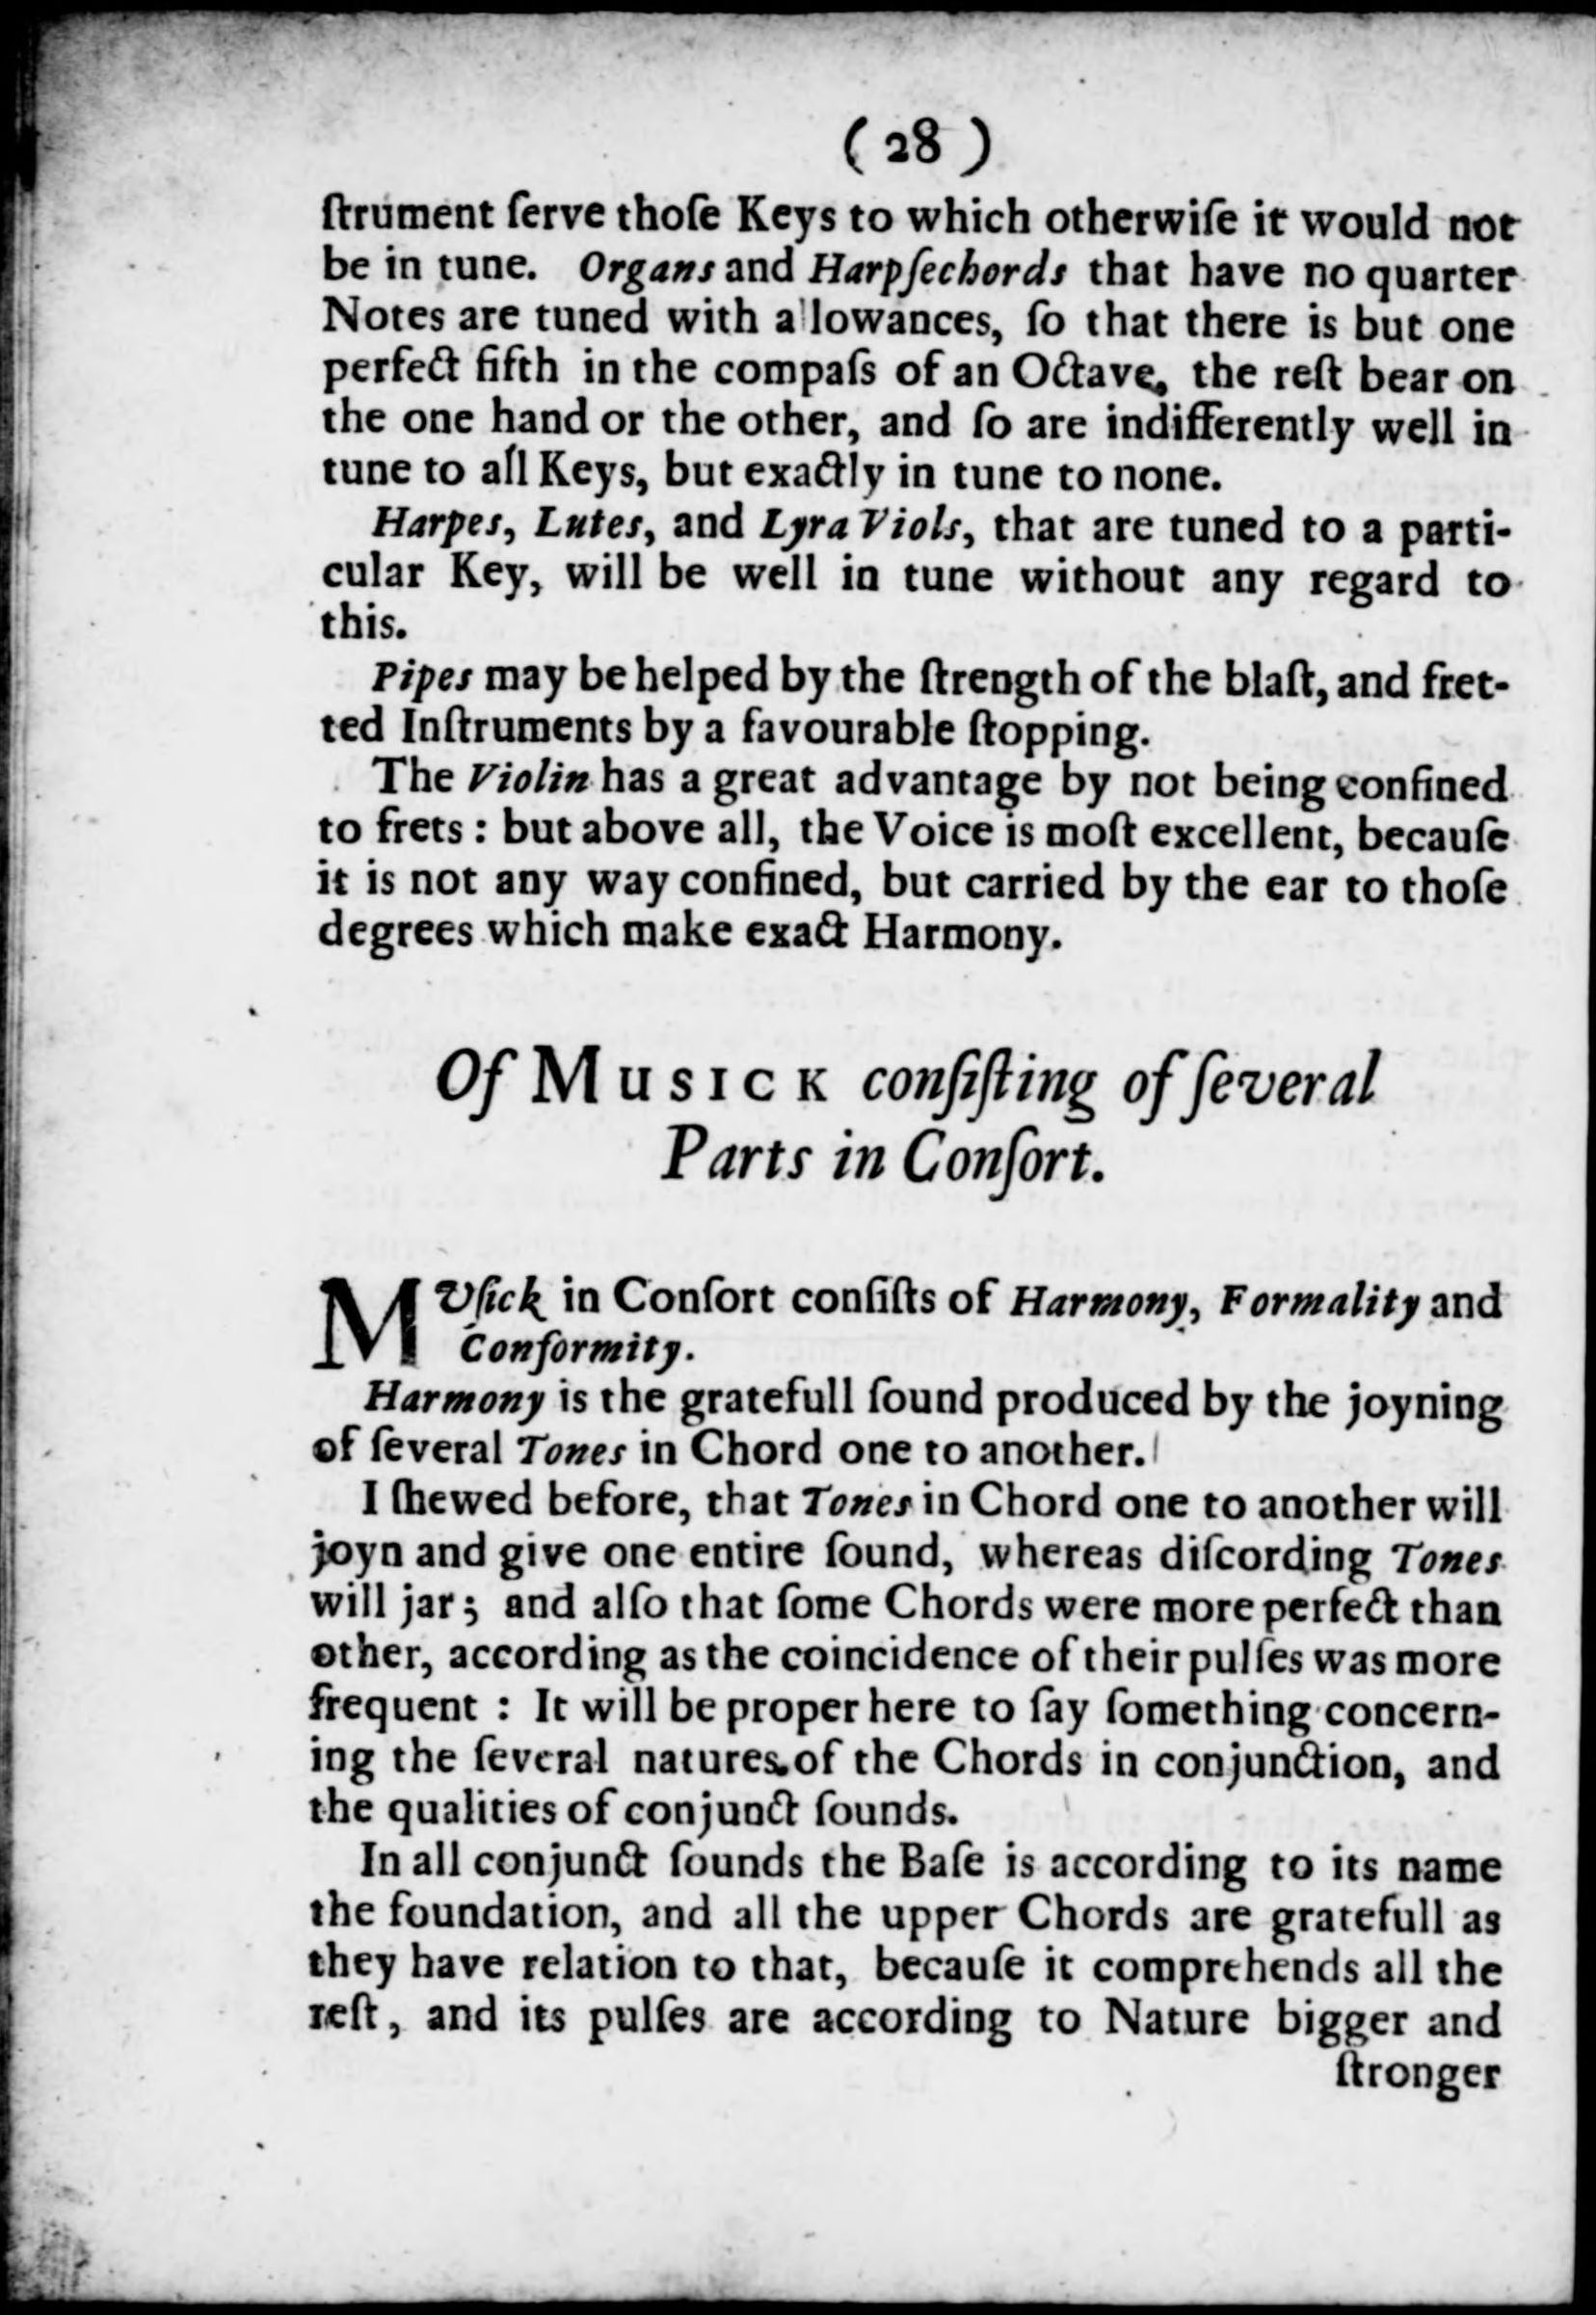 ( 28 )
ſtrument ſerve thoſe Keys to which otherwiſe it would not
be in tune. Organs and Harpſechords that have no quarter
Notes are tuned with allowances, ſo that there is but one
perfect fifth in the compaſs of an Octave, the reſt bear on
the one hand or the other, and ſo are indifferently well in
tune to all Keys, but exactly in tune to none.
Harpes, Lutes, and Lyra Viols, that are tuned to a parti-
cular Key, will be well in tune without any regard to
this.
Pipes may be helped by the ſtrength of the blaſt, and fret-
ted Inſtruments by a favourable ſtopping.
The Violin has a great advantage by not being confined
to frets : but above all, the Voice is moſt excellent, becauſe
it is not any way confined, but carried by the ear to thoſe
degrees which make exact Harmony.
Of MUSICK conſiſting of ſeveral
Parts in Conſort.
MUſick in Conſort conſiſts of Harmony, Formality and
Conformity.
Harmony is the gratefull ſound produced by the joyning
of ſeveral Tones in Chord one to another.
I ſhewed before, that Tones in Chord one to another will
joyn and give one entire ſound, whereas diſcording Tones
will jar ; and alſo that ſome Chords were more perfect than
other, according as the coincidence of their pulſes was more
frequent : It will be proper here to ſay ſomething concern-
ing the ſeveral natures of the Chords in conjunction, and
the qualities of conjunct ſounds.
In all conjunct ſounds the Baſe is according to its name
the foundation, and all the upper Chords are gratefull as
they have relation to that, becauſe it comprehends all the
reſt, and its pulſes are according to Nature bigger and
ſtronger